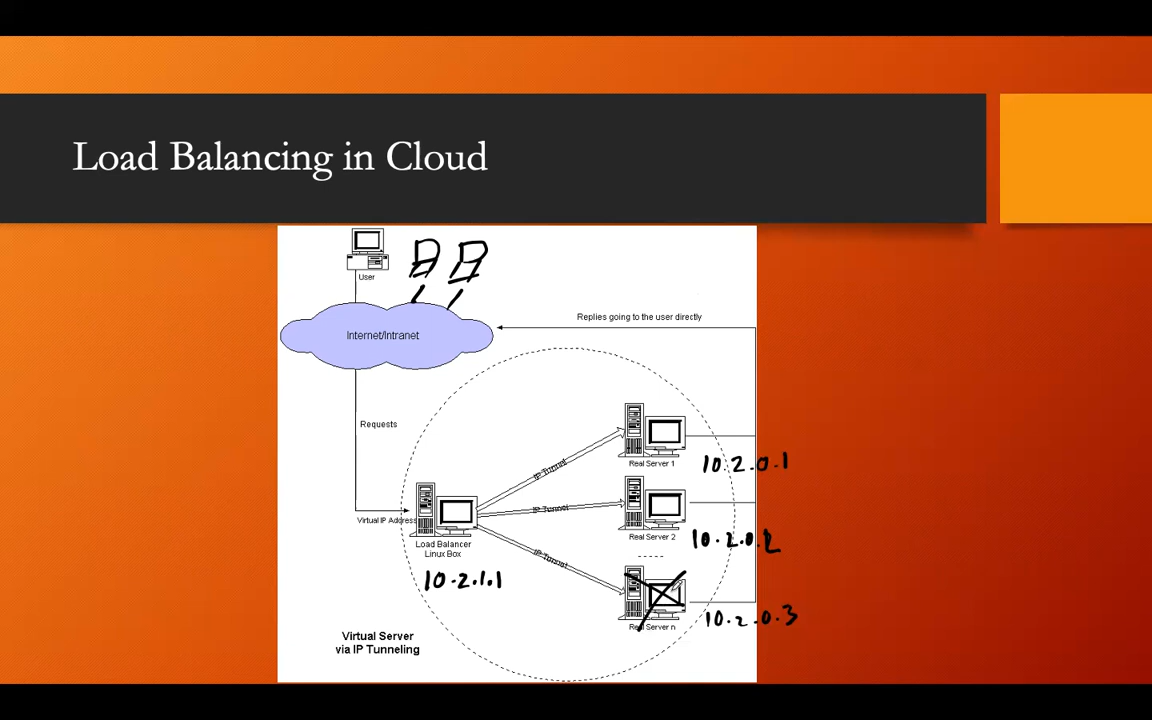 Load Balancing in Cloud
User
Internet/Intranet
Replies going to the user directly
Requests
IP Tunnel
Real Server 1
10.2.0.1
Virtual IP Address
IP Tunnel
Real Server 2
10.2.0.2
Load Balancer
Linux Box
IP Tunnel
10.2.1.1
Real Server n
10.2.0.3
Virtual Server
via IP Tunneling